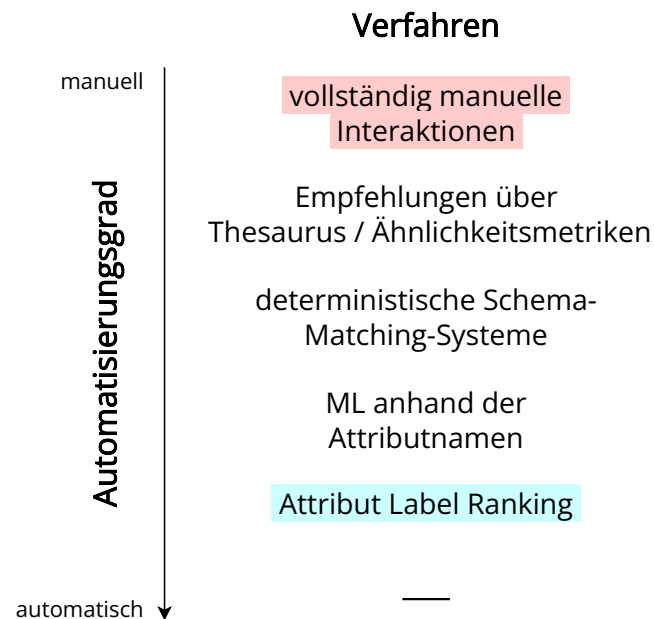 Verfahren
manuell
vollständig manuelle
Interaktionen
Automatisierungsgrad
Empfehlungen über
Thesaurus / Ähnlichkeitsmetriken
deterministische Schema-
Matching-Systeme
ML anhand der
Attributnamen
Attribut Label Ranking
automatisch